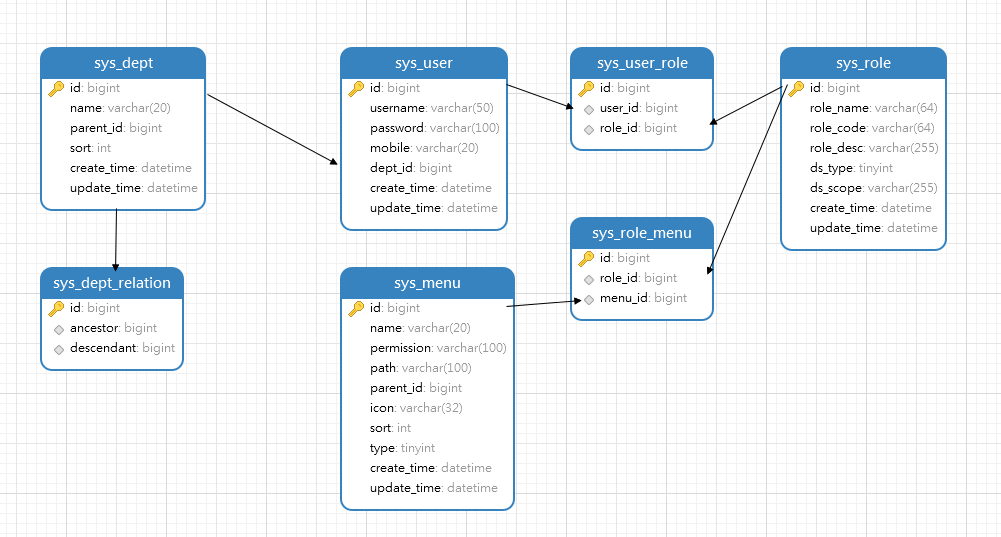 sys_dept
id: bigint
name: varchar(20)
parent_id: bigint
sort: int
create_time: datetime
update_time: datetime
sys_user
id: bigint
username: varchar(50)
password: varchar(100)
mobile: varchar(20)
dept_id: bigint
create_time: datetime
update_time: datetime
sys_user_role
id: bigint
user_id: bigint
role_id: bigint
sys_role
id: bigint
role_name: varchar(64)
role_code: varchar(64)
role_desc: varchar(255)
ds_type: tinyint
ds_scope: varchar(255)
create_time: datetime
update_time: datetime
sys_role_menu
id: bigint
role_id: bigint
menu_id: bigint
sys_dept_relation
id: bigint
ancestor: bigint
descendant: bigint
sys_menu
id: bigint
name: varchar(20)
permission: varchar(100)
path: varchar(100)
parent_id: bigint
icon: varchar(32)
sort: int
type: tinyint
create_time: datetime
update_time: datetime